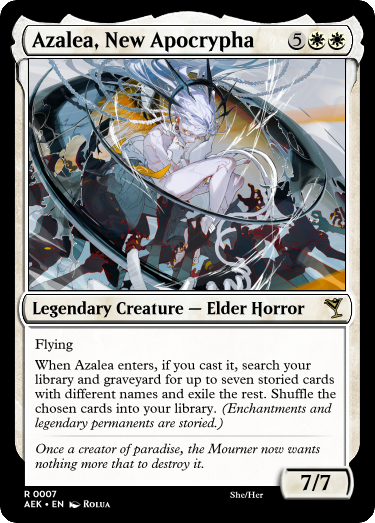 Azalea, New Apocrypha 5
Legendary Creature — Elder Horror
Flying
When Azalea enters, if you cast it, search your
library and graveyard for up to seven storied cards
with different names and exile the rest. Shuffle the
chosen cards into your library. (Enchantments and
legendary permanents are storied.)
Once a creator of paradise, the Mourner now wants
nothing more that to destroy it.
7/7
R 0007
AEK • EN Rolua
She/Her